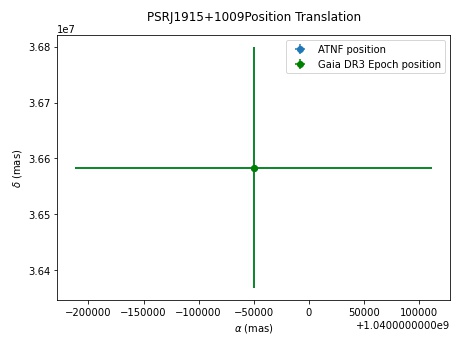 PSRJ1915+1009Position Translation
1e7
ATNF position
Gaia DR3 Epoch position
3.68
3.67
3.66
3.65
3.64
δ (mas)
−200000 −150000 −100000 −50000 0 50000 100000
α (mas)
+1.0400000000e9